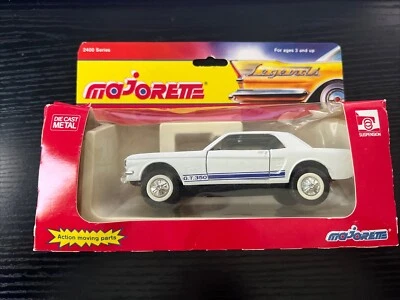 2400 Series
For ages 3 and up
MAJORETTE
Legends
DIE CAST
METAL
SUSPENSION
G.T.350
Action moving parts
MAJORETTE